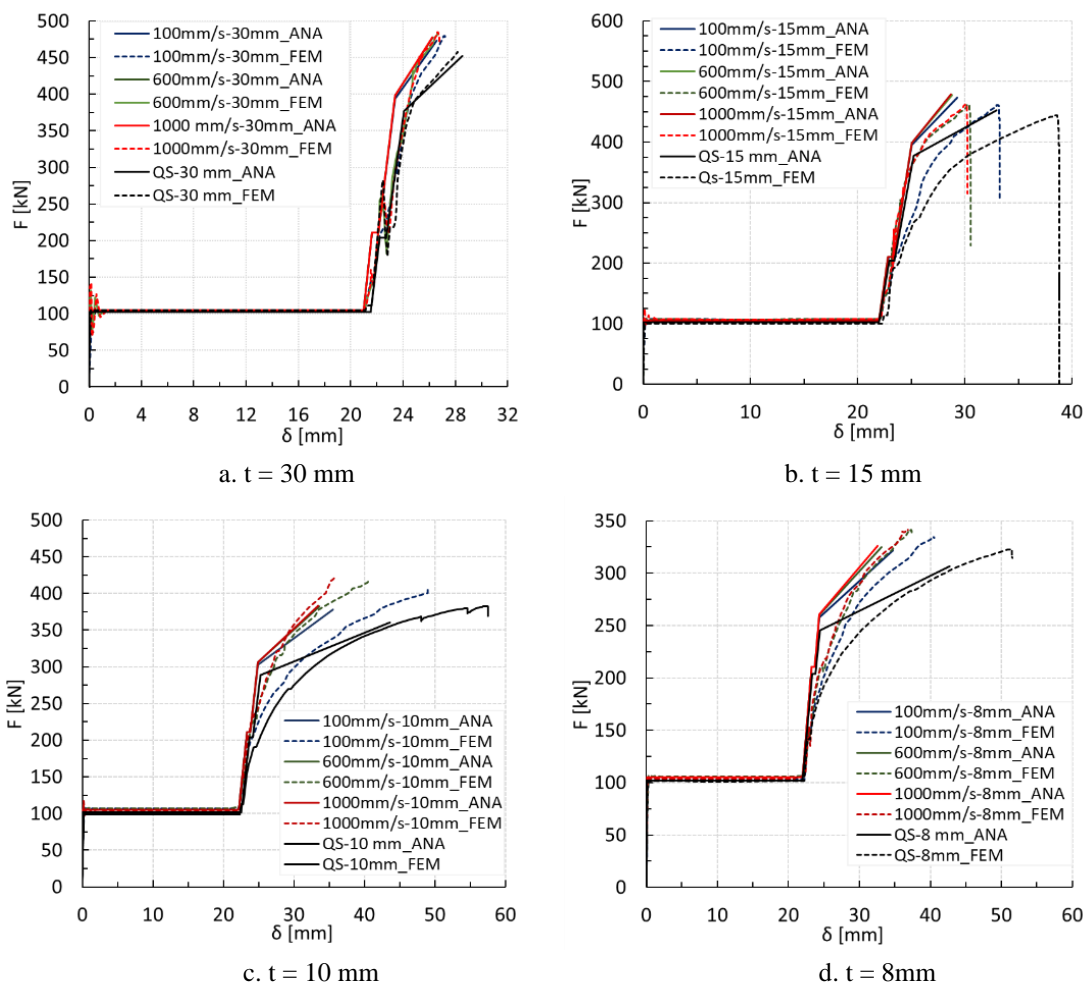 500
450
400
350
300
250
200
150
100
50
0
F [kN]
100mm/s-30mm_ANA
100mm/s-30mm_FEM
600mm/s-30mm_ANA
600mm/s-30mm_FEM
1000 mm/s-30mm_ANA
1000mm/s-30mm_FEM
QS-30 mm_ANA
QS-30 mm_FEM
0 4 8 12 16 20 24 28 32
δ [mm]
a. t = 30 mm
600
500
400
300
200
100
0
F [kN]
100mm/s-15mm_ANA
100mm/s-15mm_FEM
600mm/s-15mm_ANA
600mm/s-15mm_FEM
1000mm/s-15mm_ANA
1000mm/s-15mm_FEM
QS-15 mm_ANA
Qs-15mm_FEM
0 10 20 30 40
δ [mm]
b. t = 15 mm
500
450
400
350
300
250
200
150
100
50
0
F [kN]
100mm/s-10mm_ANA
100mm/s-10mm_FEM
600mm/s-10mm_ANA
600mm/s-10mm_FEM
1000mm/s-10mm_ANA
1000mm/s-10mm_FEM
QS-10 mm_ANA
QS-10mm_FEM
0 10 20 30 40 50 60
δ [mm]
c. t = 10 mm
350
300
250
200
150
100
50
0
F [kN]
100mm/s-8mm_ANA
100mm/s-8mm_FEM
600mm/s-8mm_ANA
600mm/s-8mm_FEM
1000mm/s-8mm_ANA
1000mm/s-8mm_FEM
QS-8 mm_ANA
QS-8mm_FEM
0 10 20 30 40 50 60
δ [mm]
d. t = 8mm